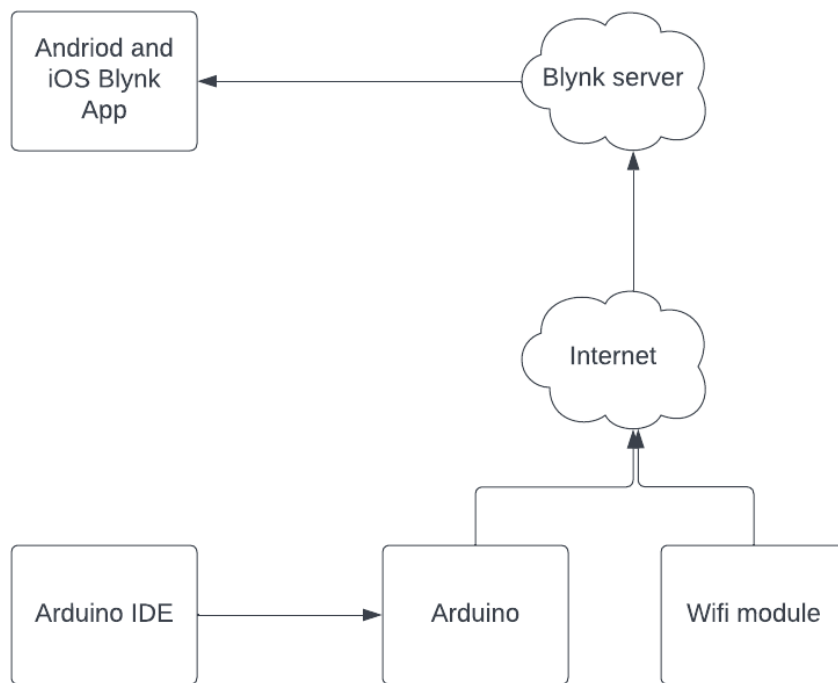 Andriod and
iOS Blynk
App
Blynk server
Internet
Arduino IDE
Arduino
Wifi module